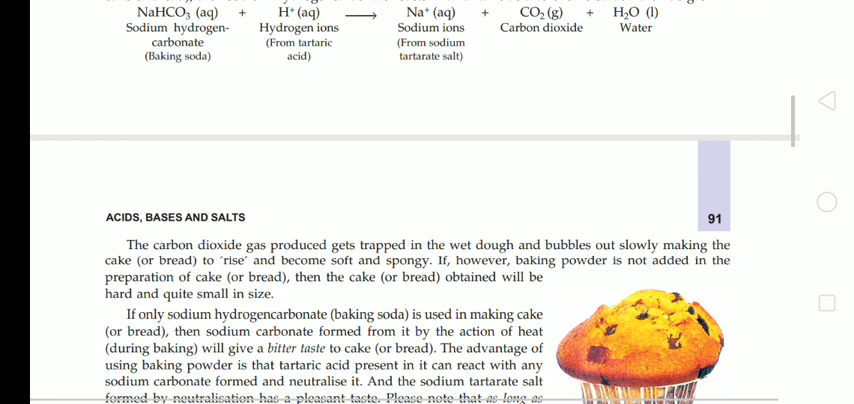 NaHCO₃ (aq) + H⁺ (aq) ⟶ Na⁺ (aq) + CO₂ (g) + H₂O (l)
Sodium hydrogen- Hydrogen ions Sodium ions Carbon dioxide Water
carbonate (From tartaric (From sodium
(Baking soda) acid) tartarate salt)
ACIDS, BASES AND SALTS 91
The carbon dioxide gas produced gets trapped in the wet dough and bubbles out slowly making the
cake (or bread) to ‘rise’ and become soft and spongy. If, however, baking powder is not added in the
preparation of cake (or bread), then the cake (or bread) obtained will be
hard and quite small in size.
If only sodium hydrogencarbonate (baking soda) is used in making cake
(or bread), then sodium carbonate formed from it by the action of heat
(during baking) will give a bitter taste to cake (or bread). The advantage of
using baking powder is that tartaric acid present in it can react with any
sodium carbonate formed and neutralise it. And the sodium tartarate salt
formed by neutralisation has a pleasant taste. Please note that as long as